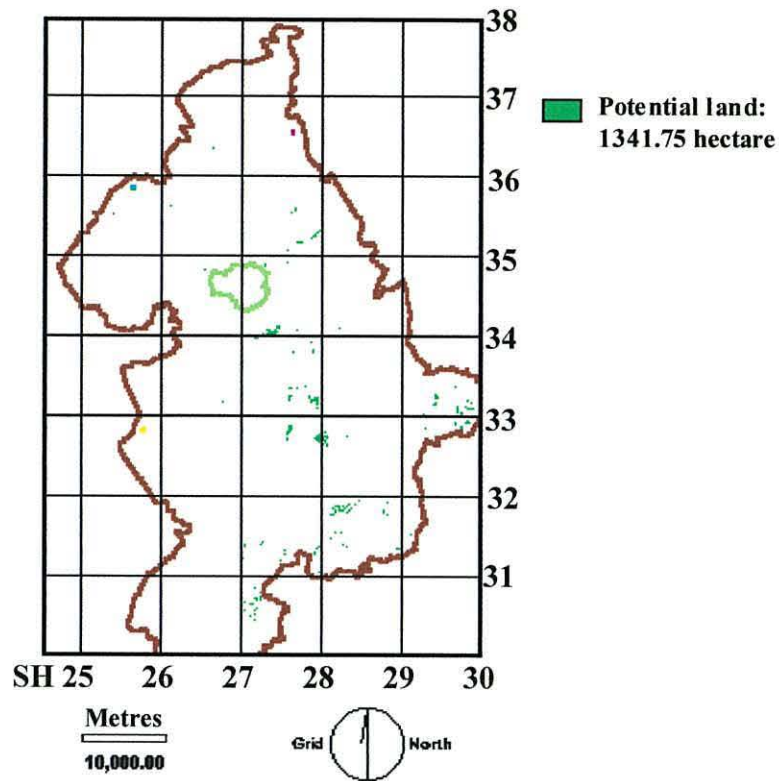 38
37
Potential land:
1341.75 hectare
36
35
34
33
32
31
SH 25 26 27 28 29 30
Metres
10,000.00
Grid North